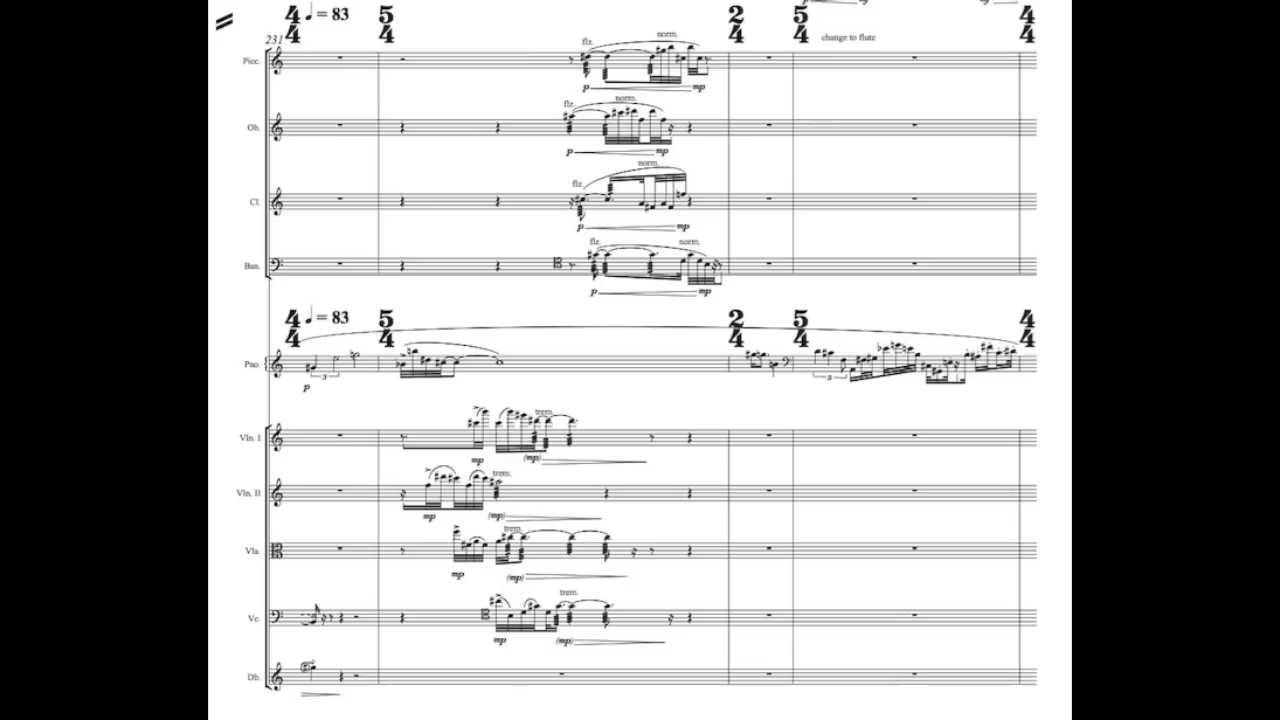 4/4 ♩ = 83 5/4 2/4 5/4 4/4
231
change to flute
Picc. flz. norm.
p mp
Ob. flz. norm.
p mp
Cl. flz. norm.
p mp
Bsn. flz. norm.
p mp
4/4 ♩ = 83 5/4 2/4 5/4 4/4
Pno. 5 5
p
Vln. I trem.
mp (mp)
Vln. II trem.
mp (mp)
Vla. trem.
mp (mp)
Vc. trem.
mp (mp)
Db.